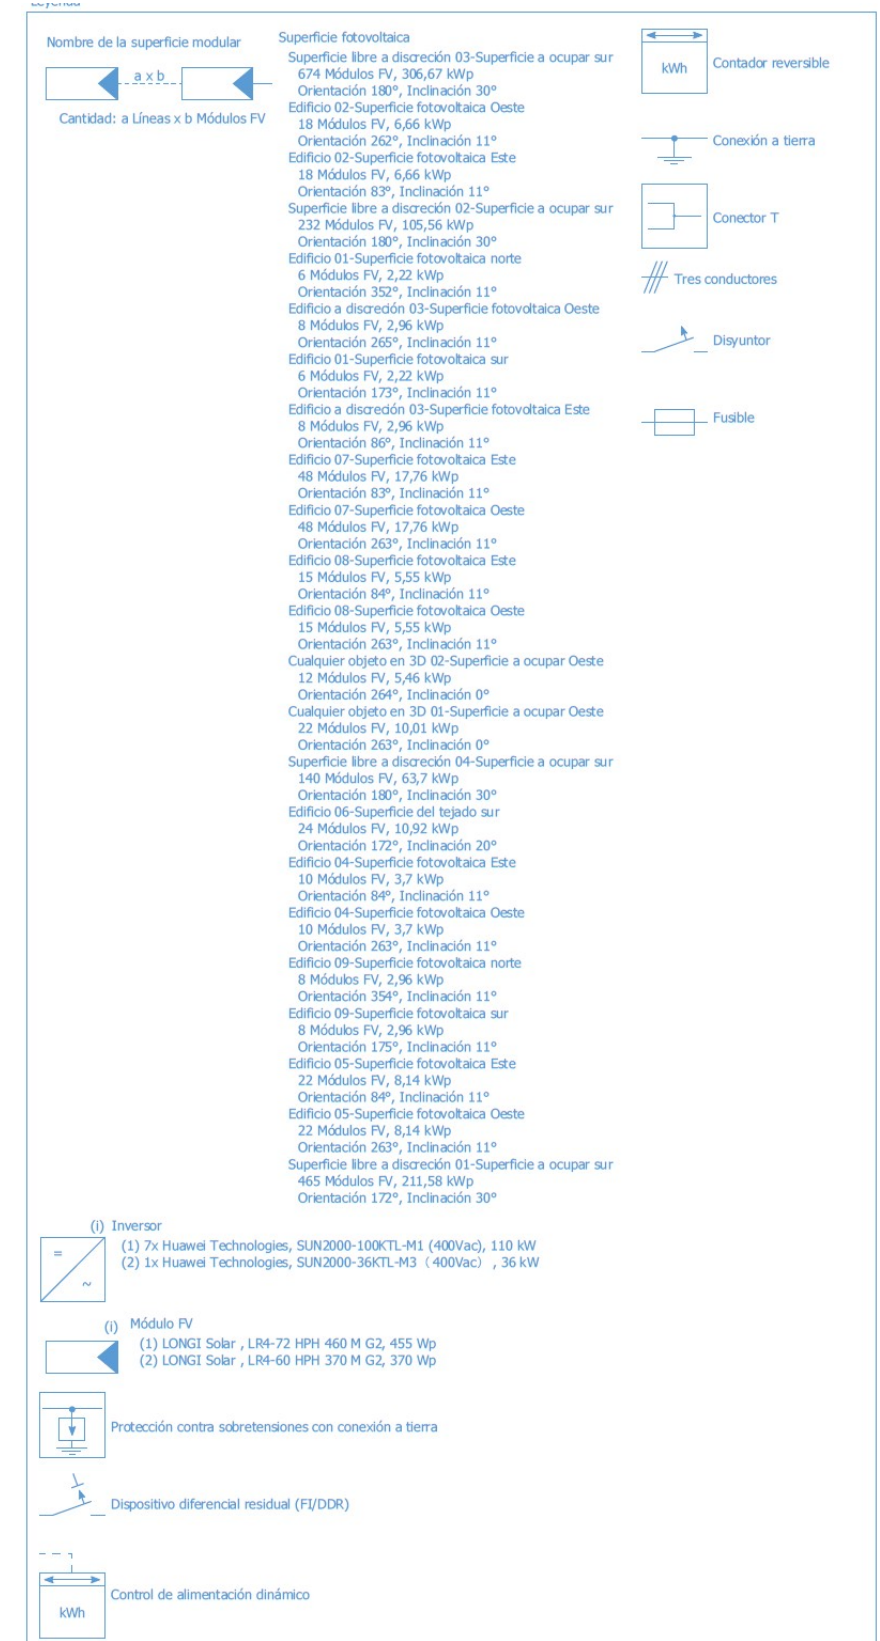 Leyenda
Nombre de la superficie modular
a x b
Cantidad: a Líneas x b Módulos FV
Superficie fotovoltaica
Superficie libre a discreción 03-Superficie a ocupar sur
674 Módulos FV, 306,67 kWp
Orientación 180°, Inclinación 30°
Edificio 02-Superficie fotovoltaica Oeste
18 Módulos FV, 6,66 kWp
Orientación 262°, Inclinación 11°
Edificio 02-Superficie fotovoltaica Este
18 Módulos FV, 6,66 kWp
Orientación 83°, Inclinación 11°
Superficie libre a discreción 02-Superficie a ocupar sur
232 Módulos FV, 105,56 kWp
Orientación 180°, Inclinación 30°
Edificio 01-Superficie fotovoltaica norte
6 Módulos FV, 2,22 kWp
Orientación 352°, Inclinación 11°
Edificio a discreción 03-Superficie fotovoltaica Oeste
8 Módulos FV, 2,96 kWp
Orientación 265°, Inclinación 11°
Edificio 01-Superficie fotovoltaica sur
6 Módulos FV, 2,22 kWp
Orientación 173°, Inclinación 11°
Edificio a discreción 03-Superficie fotovoltaica Este
8 Módulos FV, 2,96 kWp
Orientación 86°, Inclinación 11°
Edificio 07-Superficie fotovoltaica Este
48 Módulos FV, 17,76 kWp
Orientación 83°, Inclinación 11°
Edificio 07-Superficie fotovoltaica Oeste
48 Módulos FV, 17,76 kWp
Orientación 263°, Inclinación 11°
Edificio 08-Superficie fotovoltaica Este
15 Módulos FV, 5,55 kWp
Orientación 84°, Inclinación 11°
Edificio 08-Superficie fotovoltaica Oeste
15 Módulos FV, 5,55 kWp
Orientación 263°, Inclinación 11°
Cualquier objeto en 3D 02-Superficie a ocupar Oeste
12 Módulos FV, 5,46 kWp
Orientación 264°, Inclinación 0°
Cualquier objeto en 3D 01-Superficie a ocupar Oeste
22 Módulos FV, 10,01 kWp
Orientación 263°, Inclinación 0°
Superficie libre a discreción 04-Superficie a ocupar sur
140 Módulos FV, 63,7 kWp
Orientación 180°, Inclinación 30°
Edificio 06-Superficie del tejado sur
24 Módulos FV, 10,92 kWp
Orientación 172°, Inclinación 20°
Edificio 04-Superficie fotovoltaica Este
10 Módulos FV, 3,7 kWp
Orientación 84°, Inclinación 11°
Edificio 04-Superficie fotovoltaica Oeste
10 Módulos FV, 3,7 kWp
Orientación 263°, Inclinación 11°
Edificio 09-Superficie fotovoltaica norte
8 Módulos FV, 2,96 kWp
Orientación 354°, Inclinación 11°
Edificio 09-Superficie fotovoltaica sur
8 Módulos FV, 2,96 kWp
Orientación 175°, Inclinación 11°
Edificio 05-Superficie fotovoltaica Este
22 Módulos FV, 8,14 kWp
Orientación 84°, Inclinación 11°
Edificio 05-Superficie fotovoltaica Oeste
22 Módulos FV, 8,14 kWp
Orientación 263°, Inclinación 11°
Superficie libre a discreción 01-Superficie a ocupar sur
465 Módulos FV, 211,58 kWp
Orientación 172°, Inclinación 30°
kWh Contador reversible
Conexión a tierra
Conector T
Tres conductores
Disyuntor
Fusible
(i) Inversor
(1) 7x Huawei Technologies, SUN2000-100KTL-M1 (400Vac), 110 kW
(2) 1x Huawei Technologies, SUN2000-36KTL-M3（400Vac）, 36 kW
= ~
(i) Módulo FV
(1) LONGI Solar , LR4-72 HPH 460 M G2, 455 Wp
(2) LONGI Solar , LR4-60 HPH 370 M G2, 370 Wp
Protección contra sobretensiones con conexión a tierra
Dispositivo diferencial residual (FI/DDR)
Control de alimentación dinámico
kWh